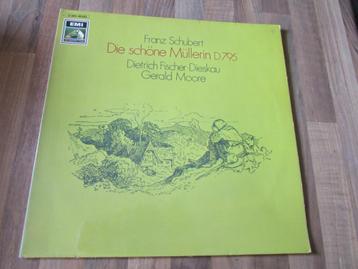 EMI
Franz Schubert
Die schöne Müllerin D 795
Dietrich Fischer-Dieskau
Gerald Moore